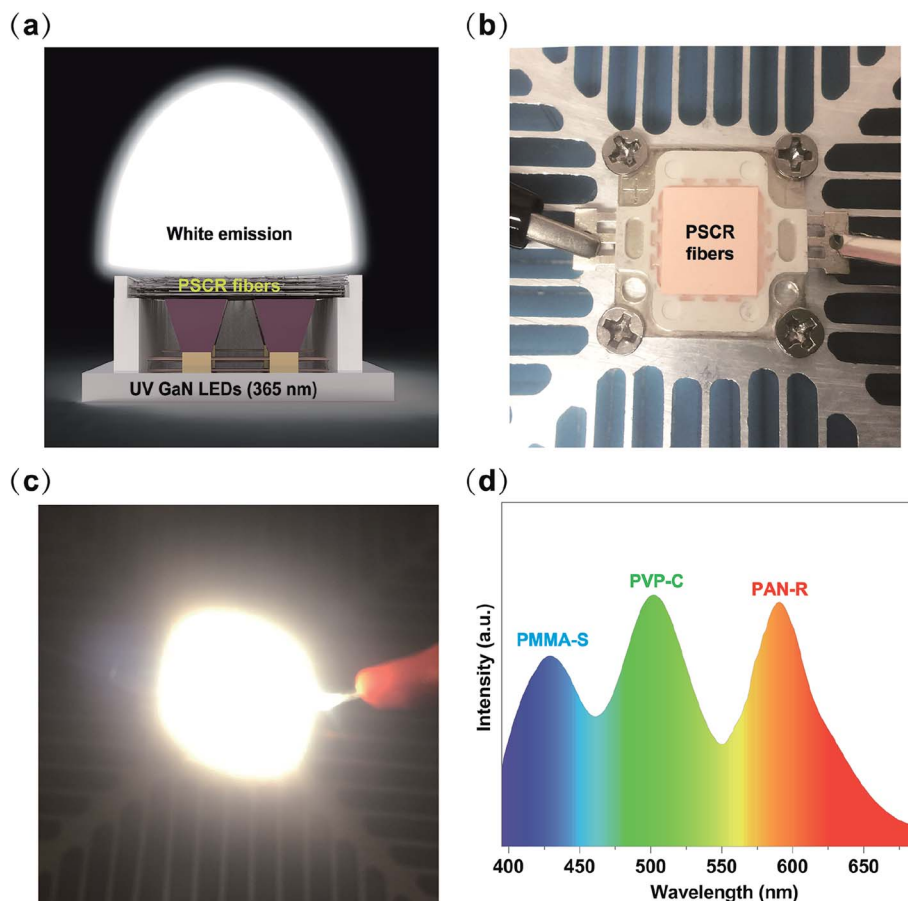 (a)
White emission
PSCR fibers
UV GaN LEDs (365 nm)
(b)
PSCR
fibers
(c)
(d)
PVP-C
PAN-R
PMMA-S
Intensity (a.u.)
400 450 500 550 600 650
Wavelength (nm)